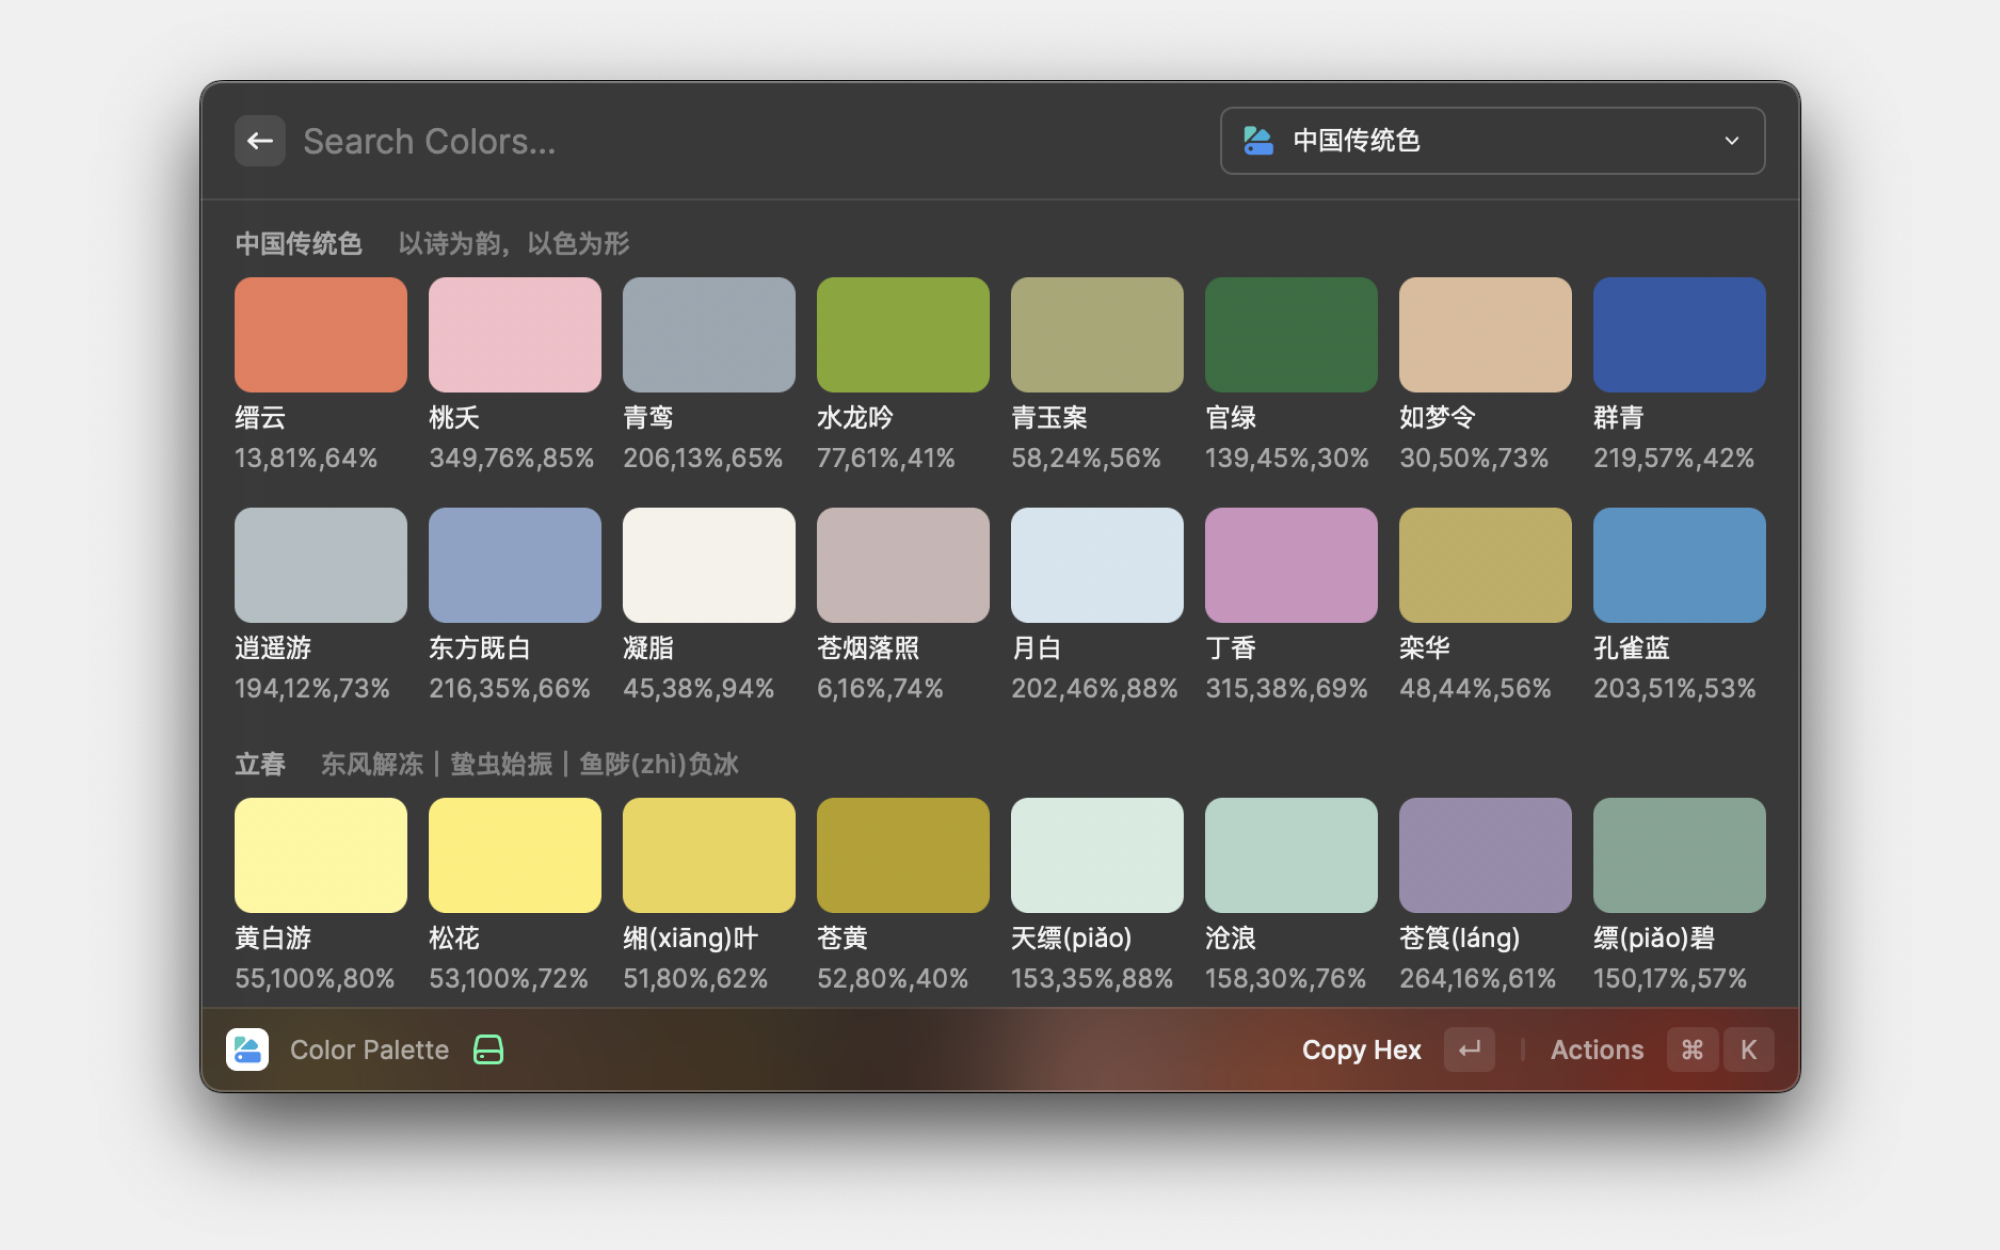 Search Colors...
中国传统色
中国传统色 以诗为韵，以色为形
缙云 桃夭 青鸾 水龙吟 青玉案 官绿 如梦令 群青
13,81%,64% 349,76%,85% 206,13%,65% 77,61%,41% 58,24%,56% 139,45%,30% 30,50%,73% 219,57%,42%
逍遥游 东方既白 凝脂 苍烟落照 月白 丁香 栾华 孔雀蓝
194,12%,73% 216,35%,66% 45,38%,94% 6,16%,74% 202,46%,88% 315,38%,69% 48,44%,56% 203,51%,53%
立春 东风解冻 | 蛰虫始振 | 鱼陟(zhì)负冰
黄白游 松花 缃(xiāng)叶 苍黄 天缥(piǎo) 沧浪 苍筤(láng) 缥(piǎo)碧
55,100%,80% 53,100%,72% 51,80%,62% 52,80%,40% 153,35%,88% 158,30%,76% 264,16%,61% 150,17%,57%
Color Palette Copy Hex ↵ Actions ⌘ K